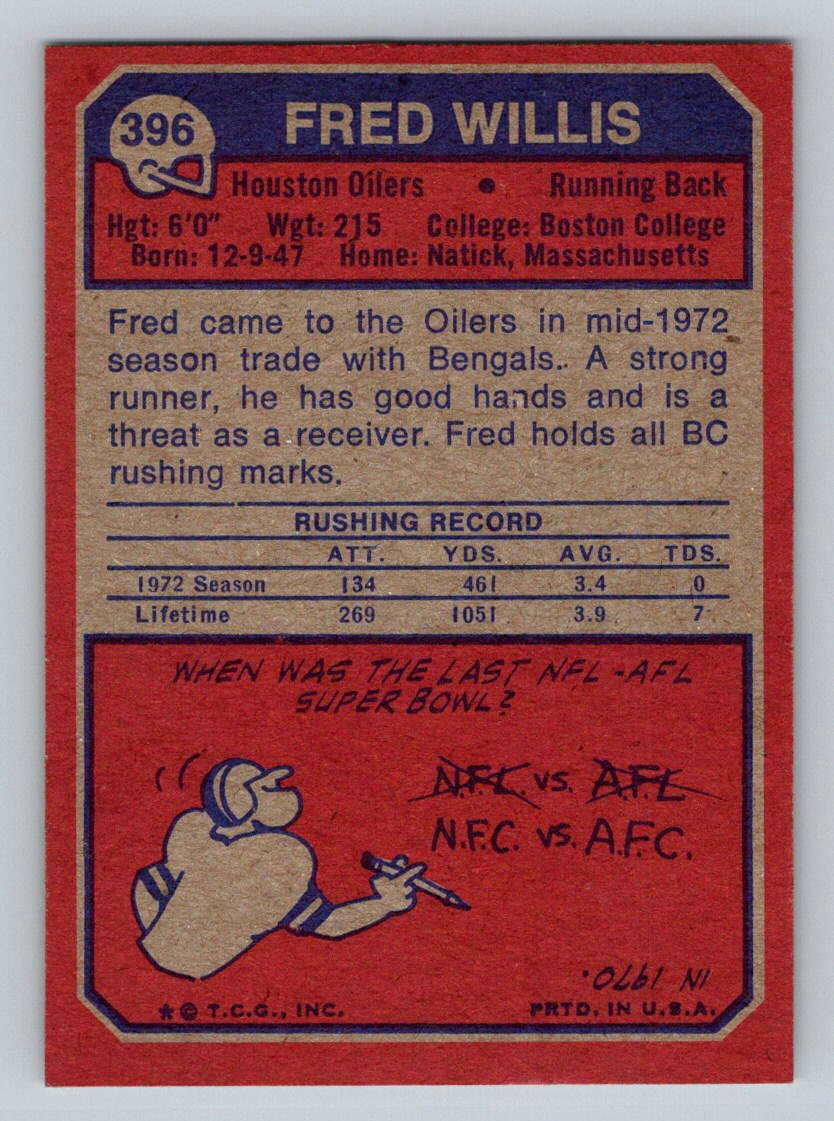 396
FRED WILLIS
Houston Oilers • Running Back
Hgt: 6'0" Wgt: 215 College: Boston College
Born: 12-9-47 Home: Natick, Massachusetts
Fred came to the Oilers in mid-1972
season trade with Bengals. A strong
runner, he has good hands and is a
threat as a receiver. Fred holds all BC
rushing marks.
RUSHING RECORD
ATT. YDS. AVG. TDS.
1972 Season 134 461 3.4 0
Lifetime 269 1051 3.9 7
WHEN WAS THE LAST NFL-AFL
SUPER BOWL?
N.F.L. VS. A.F.L
N.F.C. VS. A.F.C.
IN 1970.
* © T.C.G., INC. PRTD. IN U.S.A.